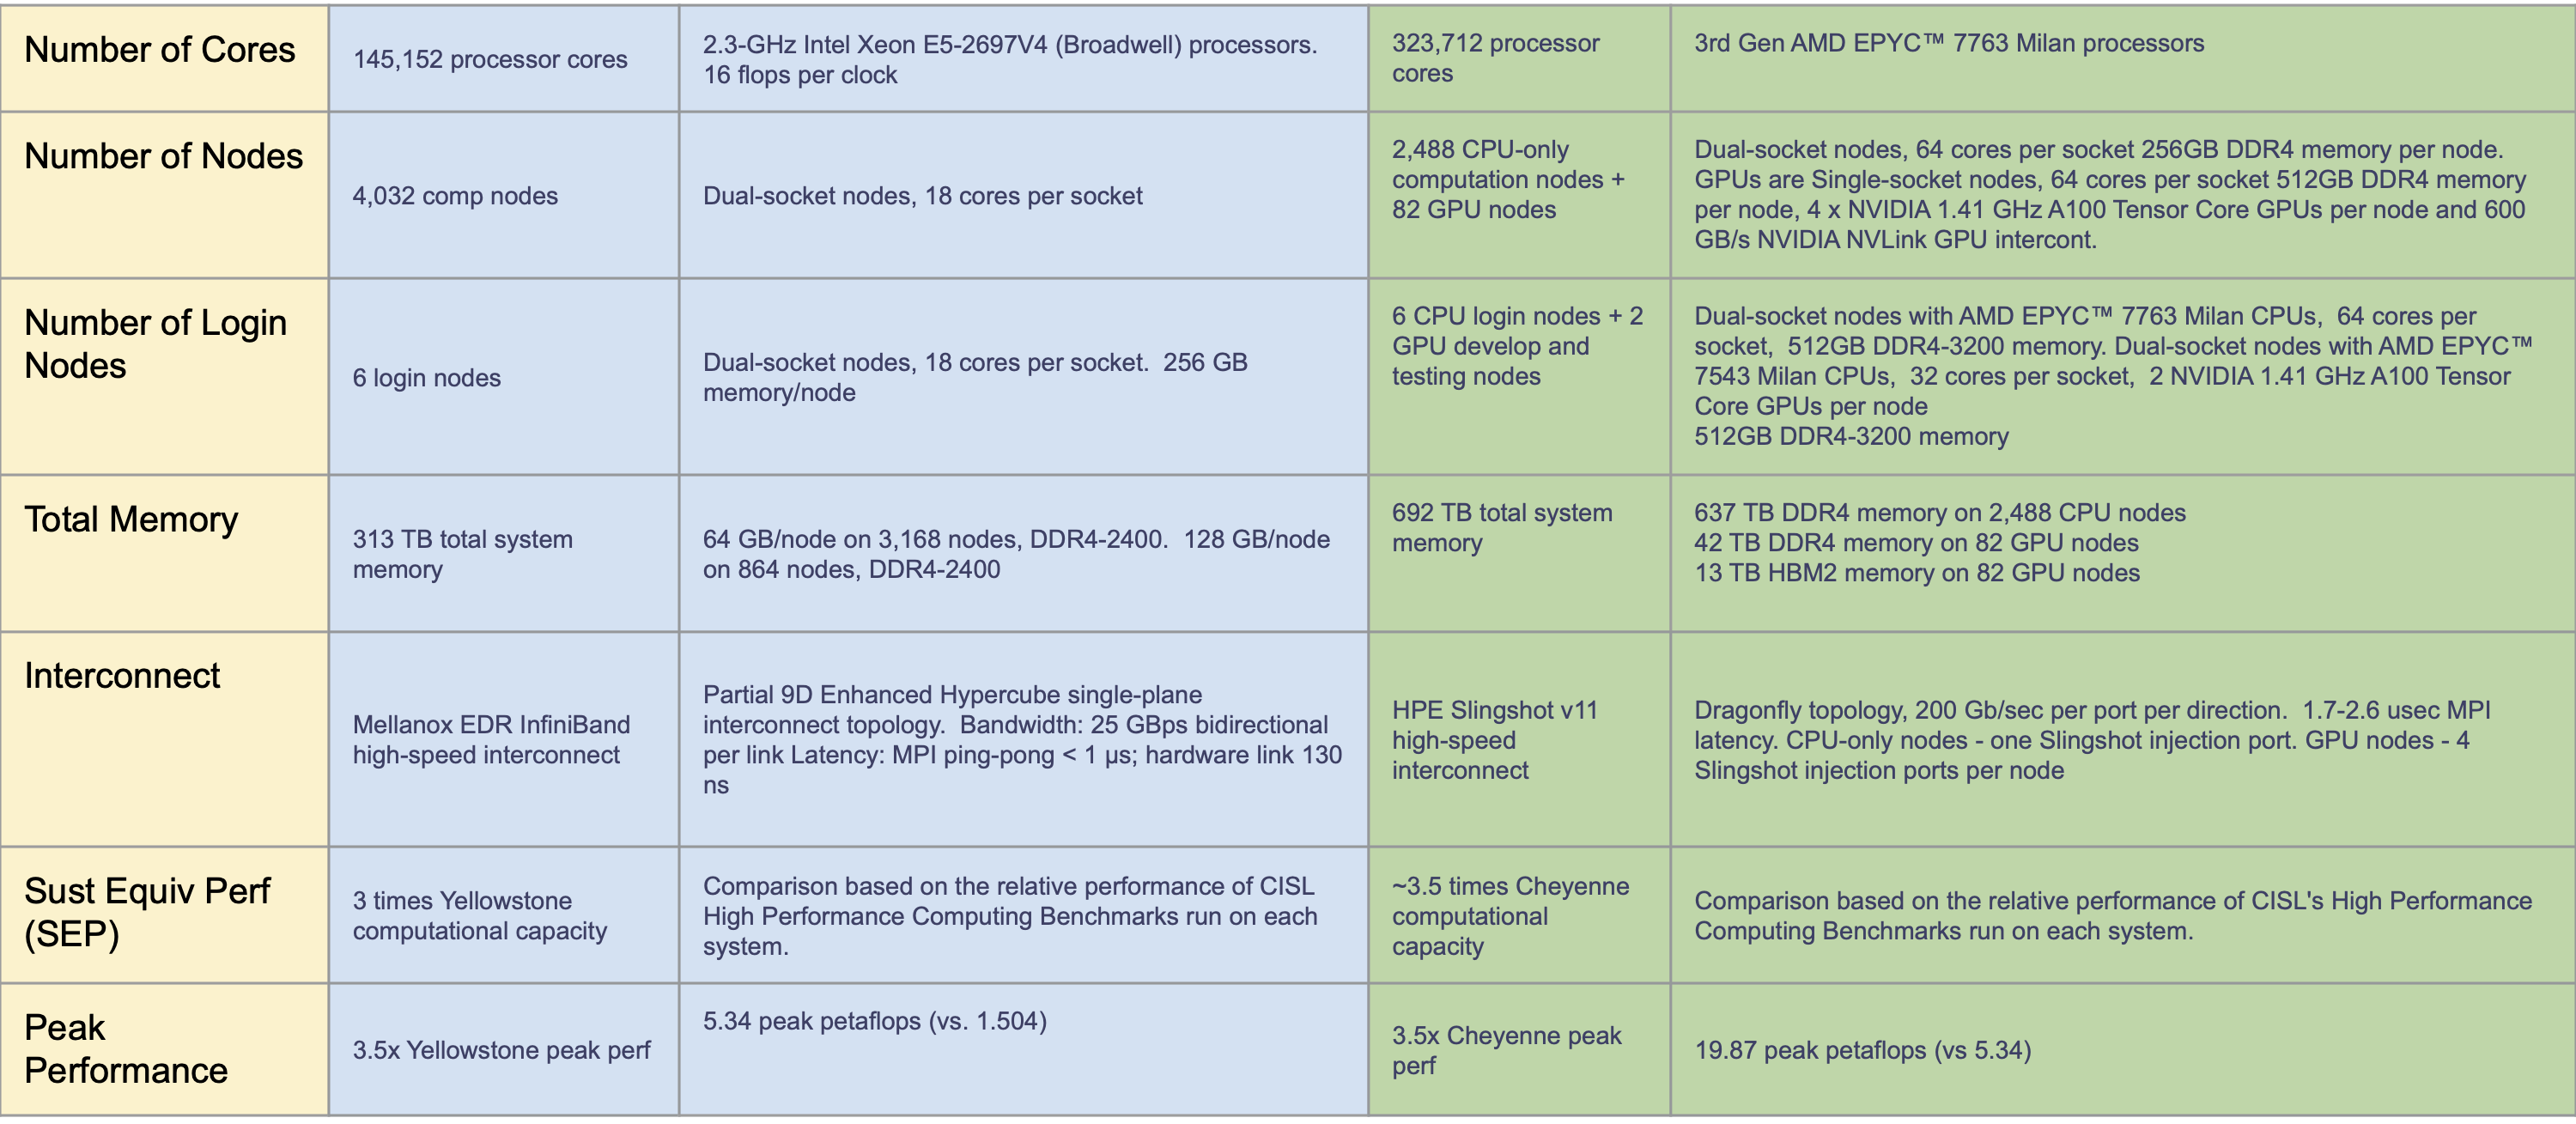 Number of Cores
145,152 processor cores
2.3-GHz Intel Xeon E5-2697V4 (Broadwell) processors.
16 flops per clock
323,712 processor
cores
3rd Gen AMD EPYC™ 7763 Milan processors
Number of Nodes
4,032 comp nodes
Dual-socket nodes, 18 cores per socket
2,488 CPU-only
computation nodes +
82 GPU nodes
Dual-socket nodes, 64 cores per socket 256GB DDR4 memory per node.
GPUs are Single-socket nodes, 64 cores per socket 512GB DDR4 memory
per node, 4 x NVIDIA 1.41 GHz A100 Tensor Core GPUs per node and 600
GB/s NVIDIA NVLink GPU intercont.
Number of Login
Nodes
6 login nodes
Dual-socket nodes, 18 cores per socket.  256 GB
memory/node
6 CPU login nodes + 2
GPU develop and
testing nodes
Dual-socket nodes with AMD EPYC™ 7763 Milan CPUs,  64 cores per
socket,  512GB DDR4-3200 memory. Dual-socket nodes with AMD EPYC™
7543 Milan CPUs,  32 cores per socket,  2 NVIDIA 1.41 GHz A100 Tensor
Core GPUs per node
512GB DDR4-3200 memory
Total Memory
313 TB total system
memory
64 GB/node on 3,168 nodes, DDR4-2400.  128 GB/node
on 864 nodes, DDR4-2400
692 TB total system
memory
637 TB DDR4 memory on 2,488 CPU nodes
42 TB DDR4 memory on 82 GPU nodes
13 TB HBM2 memory on 82 GPU nodes
Interconnect
Mellanox EDR InfiniBand
high-speed interconnect
Partial 9D Enhanced Hypercube single-plane
interconnect topology.  Bandwidth: 25 GBps bidirectional
per link Latency: MPI ping-pong < 1 µs; hardware link 130
ns
HPE Slingshot v11
high-speed
interconnect
Dragonfly topology, 200 Gb/sec per port per direction.  1.7-2.6 usec MPI
latency. CPU-only nodes - one Slingshot injection port. GPU nodes - 4
Slingshot injection ports per node
Sust Equiv Perf
(SEP)
3 times Yellowstone
computational capacity
Comparison based on the relative performance of CISL
High Performance Computing Benchmarks run on each
system.
~3.5 times Cheyenne
computational
capacity
Comparison based on the relative performance of CISL's High Performance
Computing Benchmarks run on each system.
Peak
Performance
3.5x Yellowstone peak perf
5.34 peak petaflops (vs. 1.504)
3.5x Cheyenne peak
perf
19.87 peak petaflops (vs 5.34)